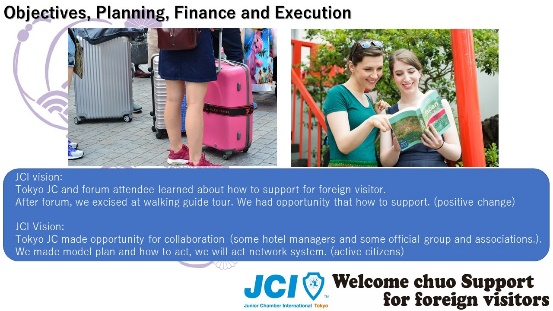 Objectives, Planning, Finance and Execution
JCI vision:
Tokyo JC and forum attendee learned about how to support for foreign visitor.
After forum, we excised at walking guide tour. We had opportunity that how to support. (positive change)
JCI Vision:
Tokyo JC made opportunity for collaboration (some hotel managers and some official group and associations.).
We made model plan and how to act, we will act network system. (active citizens)
JCI
TM
Junior Chamber International Tokyo
Welcome chuo Support
for foreign visitors